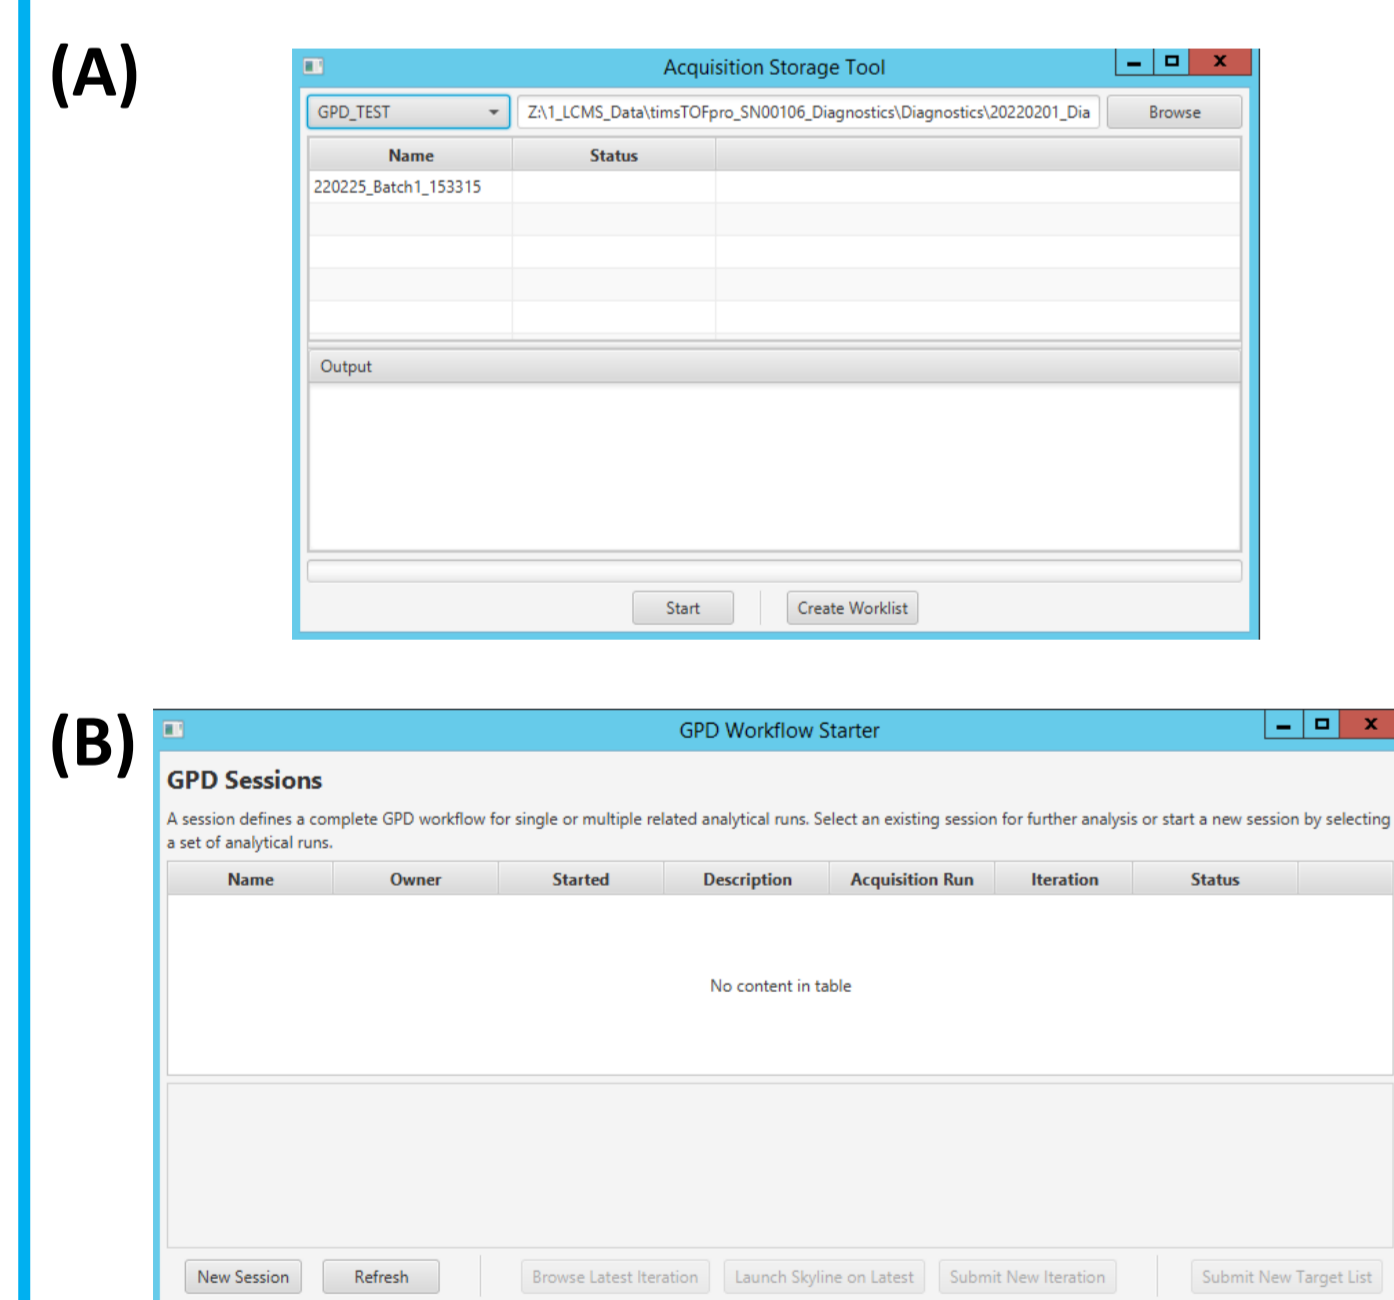 (A)
Acquisition Storage Tool
GPD_TEST Z:\1_LCMS_Data\timsTOFpro_SN00106_Diagnostics\Diagnostics\20220201_Dia Browse
Name Status
220225_Batch1_153315
Output
Start Create Worklist
(B)
GPD Workflow Starter
GPD Sessions
A session defines a complete GPD workflow for single or multiple related analytical runs. Select an existing session for further analysis or start a new session by selecting
a set of analytical runs.
Name Owner Started Description Acquisition Run Iteration Status
No content in table
New Session Refresh Browse Latest Iteration Launch Skyline on Latest Submit New Iteration Submit New Target List